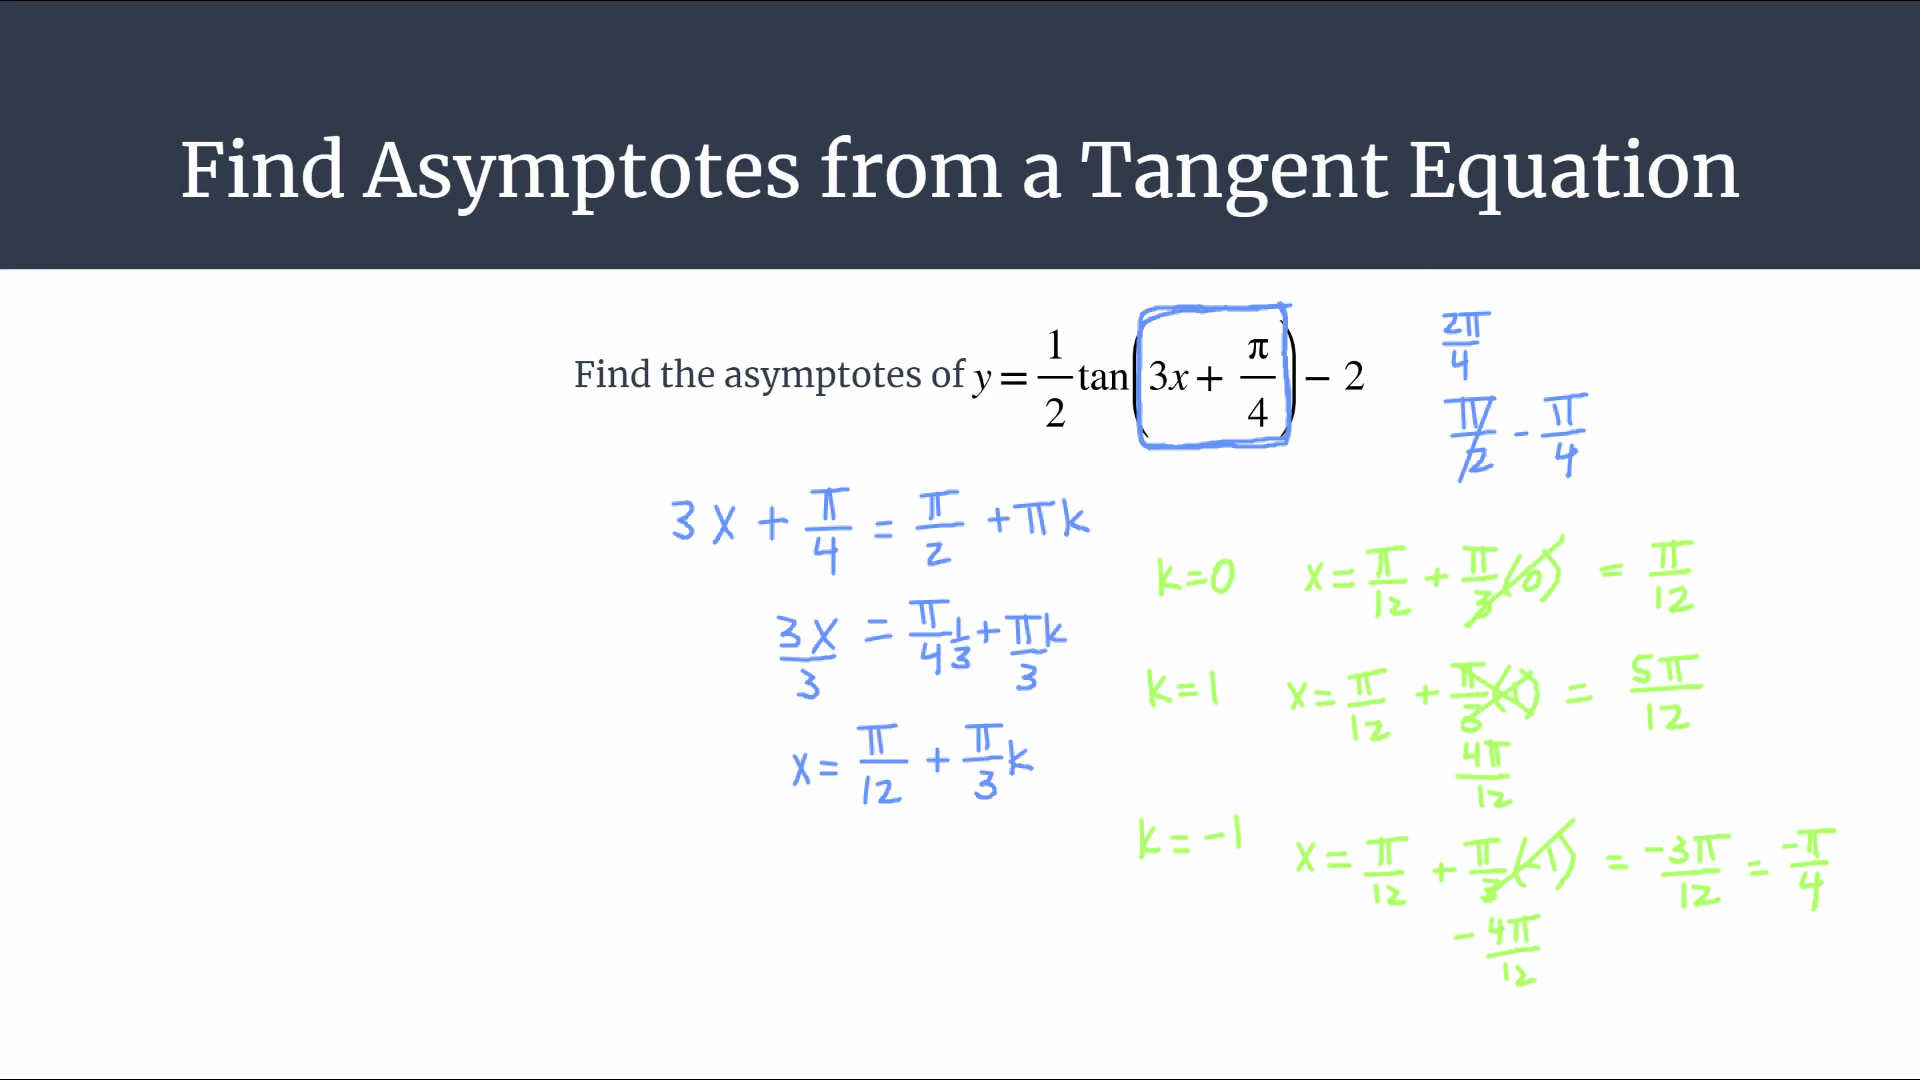 Find Asymptotes from a Tangent Equation
Find the asymptotes of y = 1/2 tan(3x + π/4) − 2
2π/4
π/2 - π/4
3x + π/4 = π/2 + πk
3x/3 = π/4 1/3 + πk/3
x = π/12 + π/3 k
k=0 x = π/12 + π/3 (0) = π/12
k=1 x = π/12 + π/3 (1) = 5π/12
4π/12
k=-1 x = π/12 + π/3 (-1) = -3π/12 = -π/4
- 4π/12